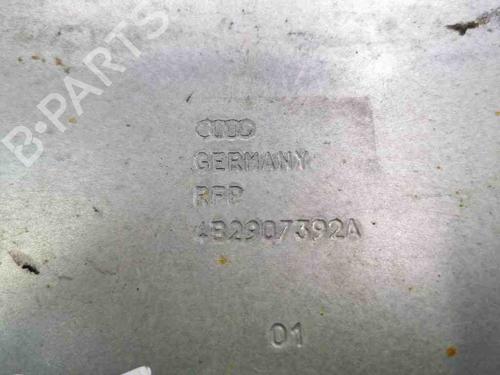 B-PARTS
GERMANY
RFP
4B2907392A
01